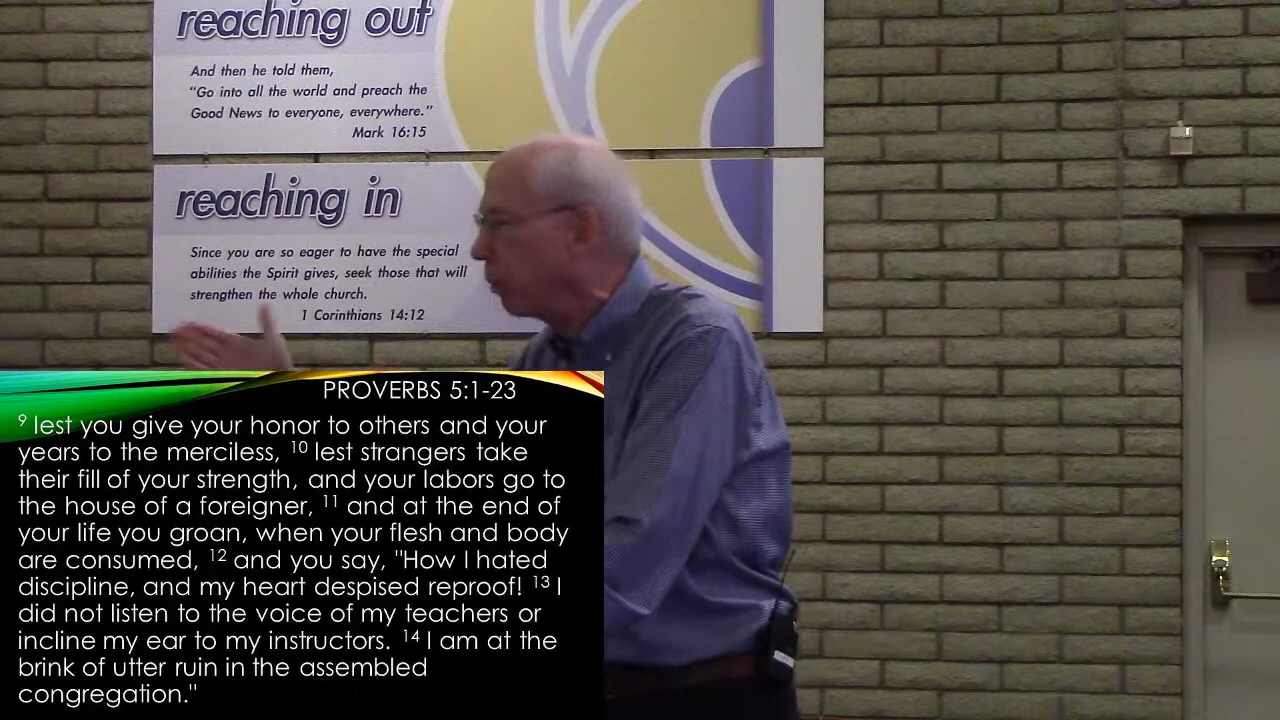 reaching out
And then he told them,
"Go into all the world and preach the
Good News to everyone, everywhere."
Mark 16:15
reaching in
Since you are so eager to have the special
abilities the Spirit gives, seek those that will
strengthen the whole church.
1 Corinthians 14:12
PROVERBS 5:1-23
9 lest you give your honor to others and your
years to the merciless, 10 lest strangers take
their fill of your strength, and your labors go to
the house of a foreigner, 11 and at the end of
your life you groan, when your flesh and body
are consumed, 12 and you say, "How I hated
discipline, and my heart despised reproof! 13 I
did not listen to the voice of my teachers or
incline my ear to my instructors. 14 I am at the
brink of utter ruin in the assembled
congregation."